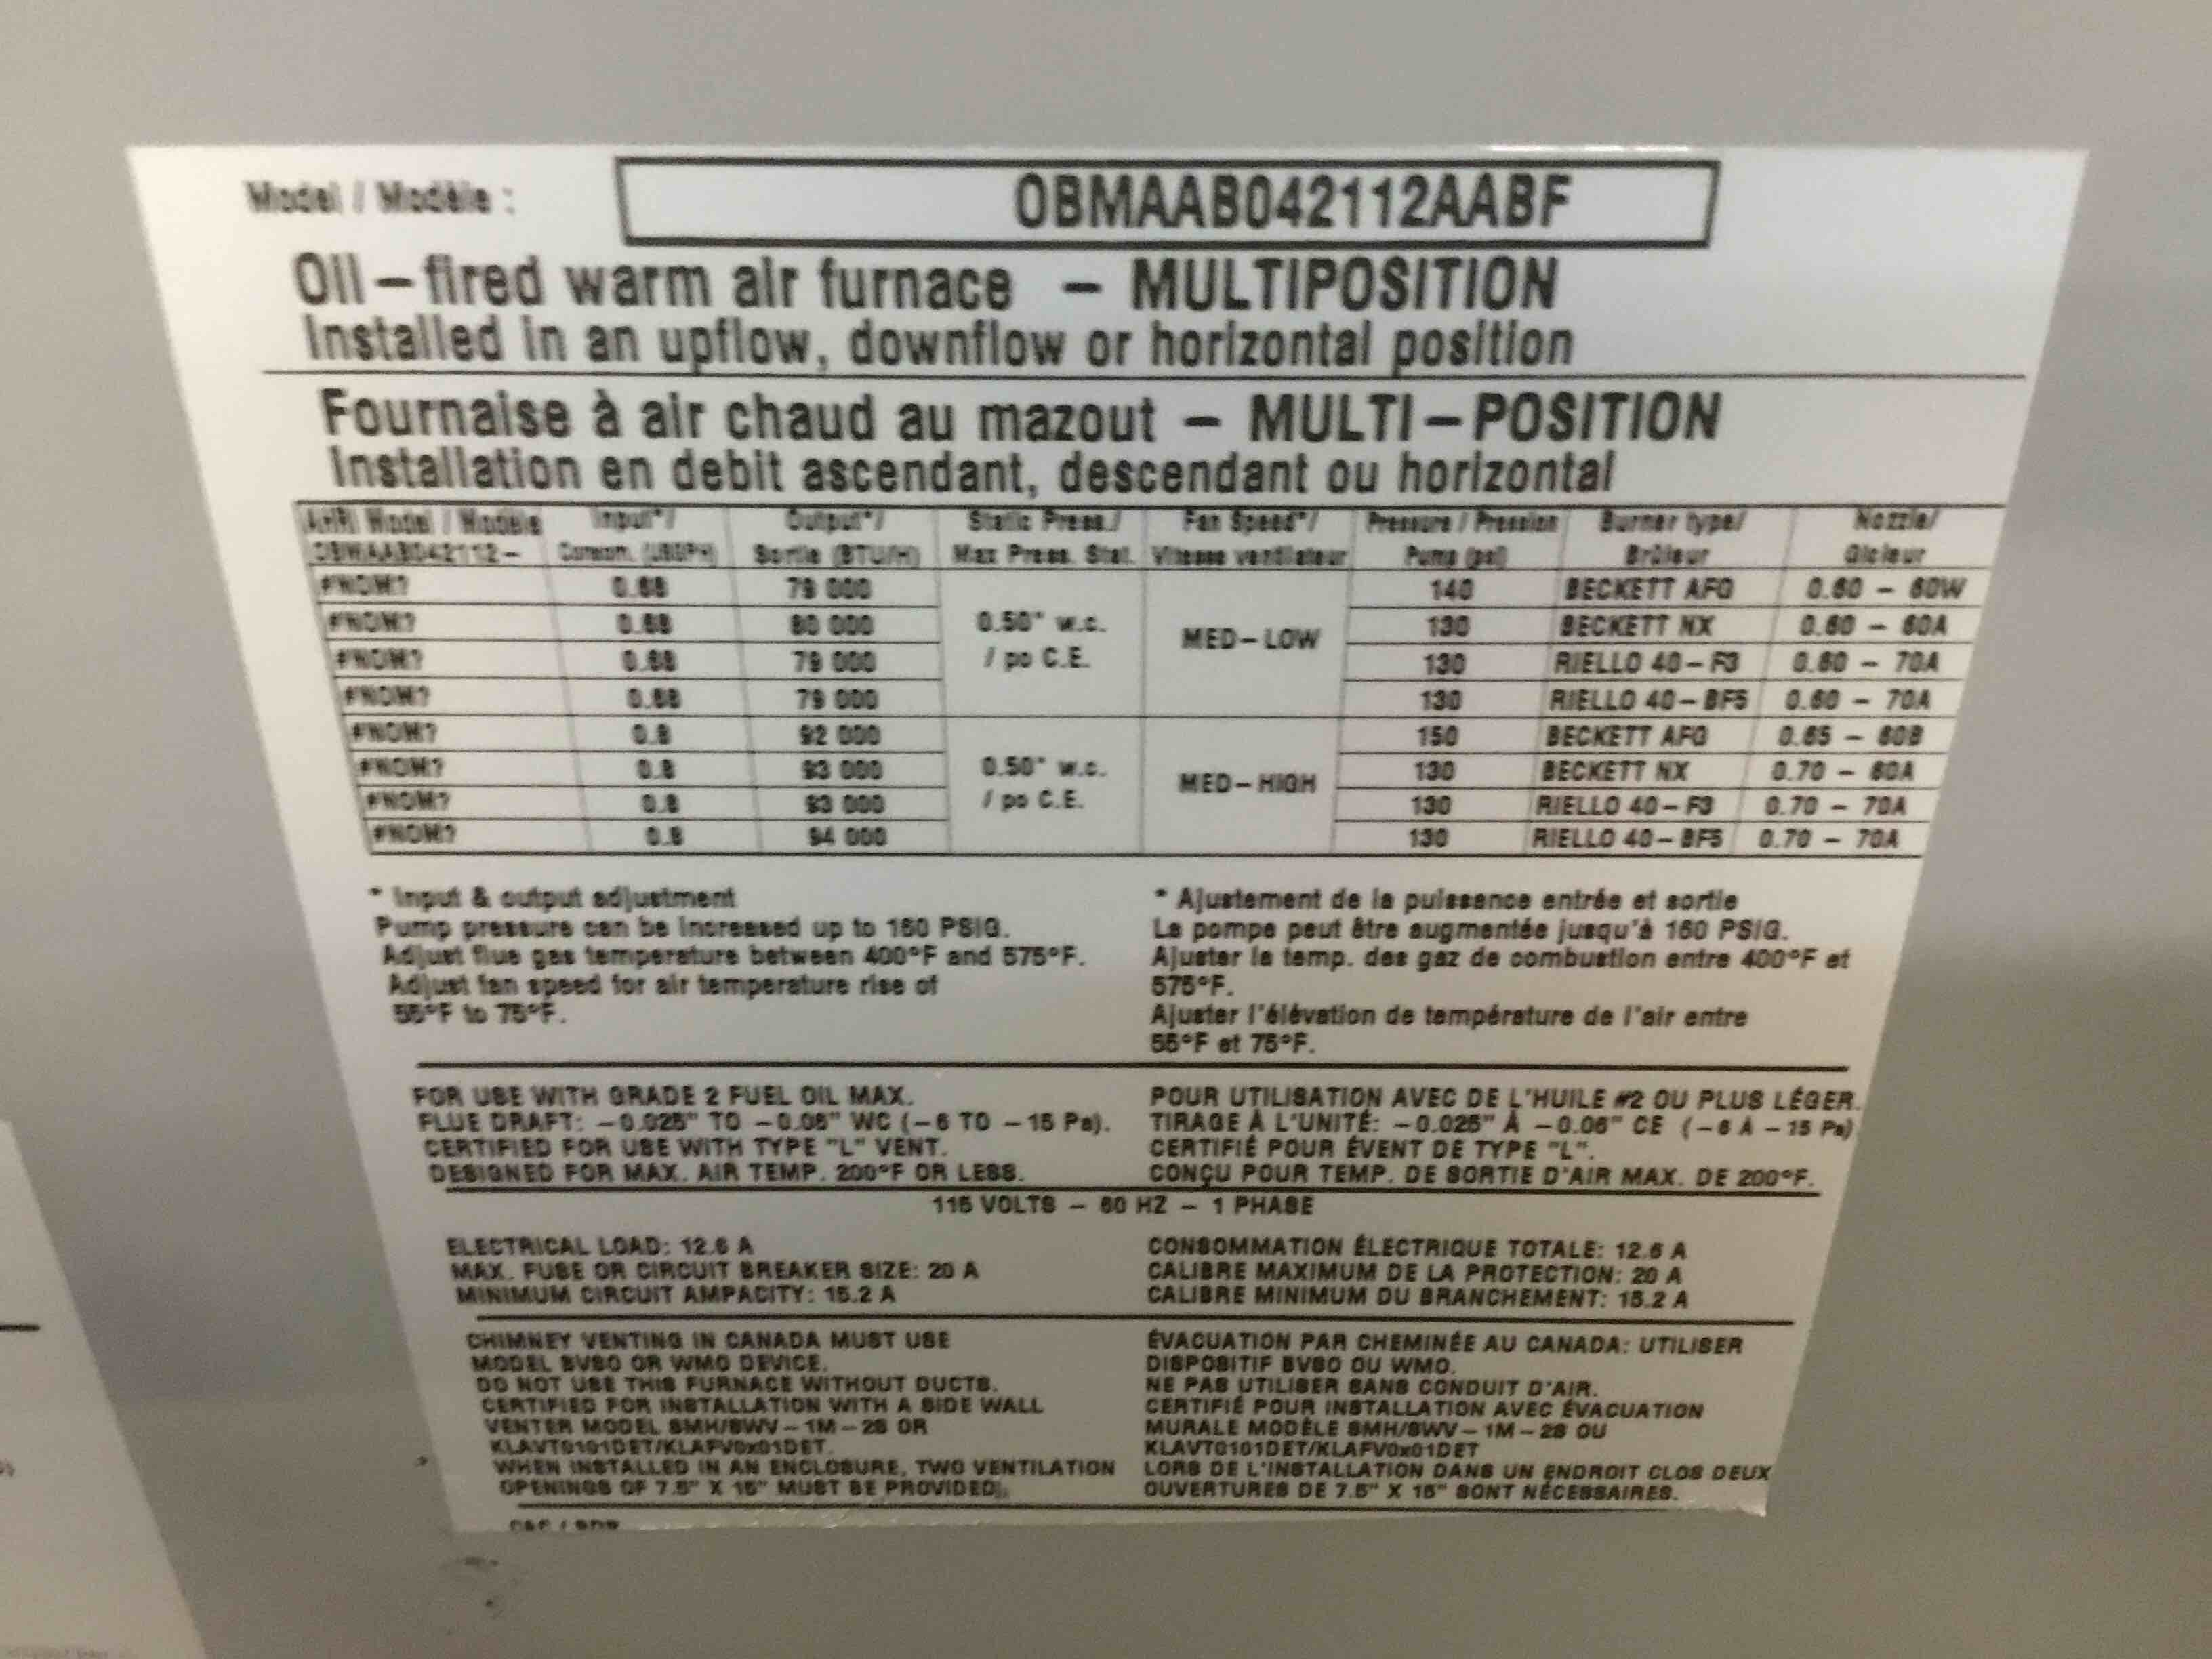 Model / Modèle : OBMAAB042112AABF
Oil – fired warm air furnace – MULTIPOSITION
Installed in an upflow, downflow or horizontal position
Fournaise à air chaud au mazout – MULTI – POSITION
Installation en debit ascendant, descendant ou horizontal
AHRI Model / Modèle Input*/ Output*/ Static Press./ Fan Speed*/ Pressure / Pression Burner type/ Nozzle/
OBMAAB042112– Consom. (USGPH) Sortie (BTU/H) Max Press. Stat. Vitesse ventilateur Pump (psi) Brûleur Gicleur
#NOM? 0.68 79 000 140 BECKETT AFG 0.60 – 60W
#NOM? 0.68 80 000 0.50" w.c. 130 BECKETT NX 0.60 – 60A
MED – LOW
#NOM? 0.68 79 000 / po C.E. 130 RIELLO 40 – F3 0.60 – 70A
#NOM? 0.68 79 000 130 RIELLO 40 – BF5 0.60 – 70A
#NOM? 0.8 92 000 150 BECKETT AFG 0.65 – 60B
#NOM? 0.8 93 000 0.50" w.c. 130 BECKETT NX 0.70 – 60A
MED – HIGH
#NOM? 0.8 93 000 / po C.E. 130 RIELLO 40 – F3 0.70 – 70A
#NOM? 0.8 94 000 130 RIELLO 40 – BF5 0.70 – 70A
* Input & output adjustment
Pump pressure can be increased up to 160 PSIG.
Adjust flue gas temperature between 400°F and 575°F.
Adjust fan speed for air temperature rise of
55°F to 75°F.
* Ajustement de la puissance entrée et sortie
La pompe peut être augmentée jusqu'à 160 PSIG.
Ajuster la temp. des gaz de combustion entre 400°F et
575°F.
Ajuster l'élévation de température de l'air entre
55°F et 75°F.
FOR USE WITH GRADE 2 FUEL OIL MAX.
FLUE DRAFT: – 0.025" TO – 0.06" WC (– 6 TO – 15 Pa).
CERTIFIED FOR USE WITH TYPE "L" VENT.
DESIGNED FOR MAX. AIR TEMP. 200°F OR LESS.
POUR UTILISATION AVEC DE L'HUILE #2 OU PLUS LÉGER.
TIRAGE À L'UNITÉ: – 0.025" À – 0.06" CE (– 6 À – 15 Pa)
CERTIFIÉ POUR ÉVENT DE TYPE "L".
CONÇU POUR TEMP. DE SORTIE D'AIR MAX. DE 200°F.
115 VOLTS – 60 HZ – 1 PHASE
ELECTRICAL LOAD: 12.6 A
MAX. FUSE OR CIRCUIT BREAKER SIZE: 20 A
MINIMUM CIRCUIT AMPACITY: 15.2 A
CONSOMMATION ÉLECTRIQUE TOTALE: 12.6 A
CALIBRE MAXIMUM DE LA PROTECTION: 20 A
CALIBRE MINIMUM DU BRANCHEMENT: 15.2 A
CHIMNEY VENTING IN CANADA MUST USE
MODEL BVSO OR WMO DEVICE.
DO NOT USE THIS FURNACE WITHOUT DUCTS.
CERTIFIED FOR INSTALLATION WITH A SIDE WALL
VENTER MODEL SMH/SWV – 1M – 28 OR
KLAVT0101DET/KLAFV0x01DET.
WHEN INSTALLED IN AN ENCLOSURE, TWO VENTILATION
OPENINGS OF 7.5" X 15" MUST BE PROVIDED.
ÉVACUATION PAR CHEMINÉE AU CANADA: UTILISER
DISPOSITIF BVSO OU WMO.
NE PAS UTILISER SANS CONDUIT D'AIR.
CERTIFIÉ POUR INSTALLATION AVEC ÉVACUATION
MURALE MODÈLE SMH/SWV – 1M – 28 OU
KLAVT0101DET/KLAFV0x01DET
LORS DE L'INSTALLATION DANS UN ENDROIT CLOS DEUX
OUVERTURES DE 7.5" X 15" SONT NÉCESSAIRES.